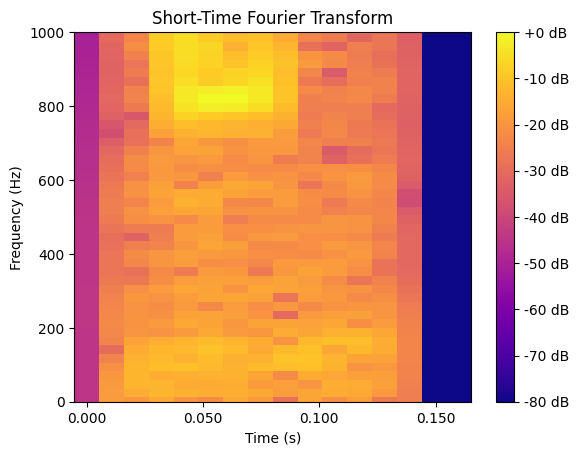 Short-Time Fourier Transform
1000
800
600
400
200
0
Frequency (Hz)
0.000
0.050
0.100
0.150
Time (s)
+0 dB
-10 dB
-20 dB
-30 dB
-40 dB
-50 dB
-60 dB
-70 dB
-80 dB